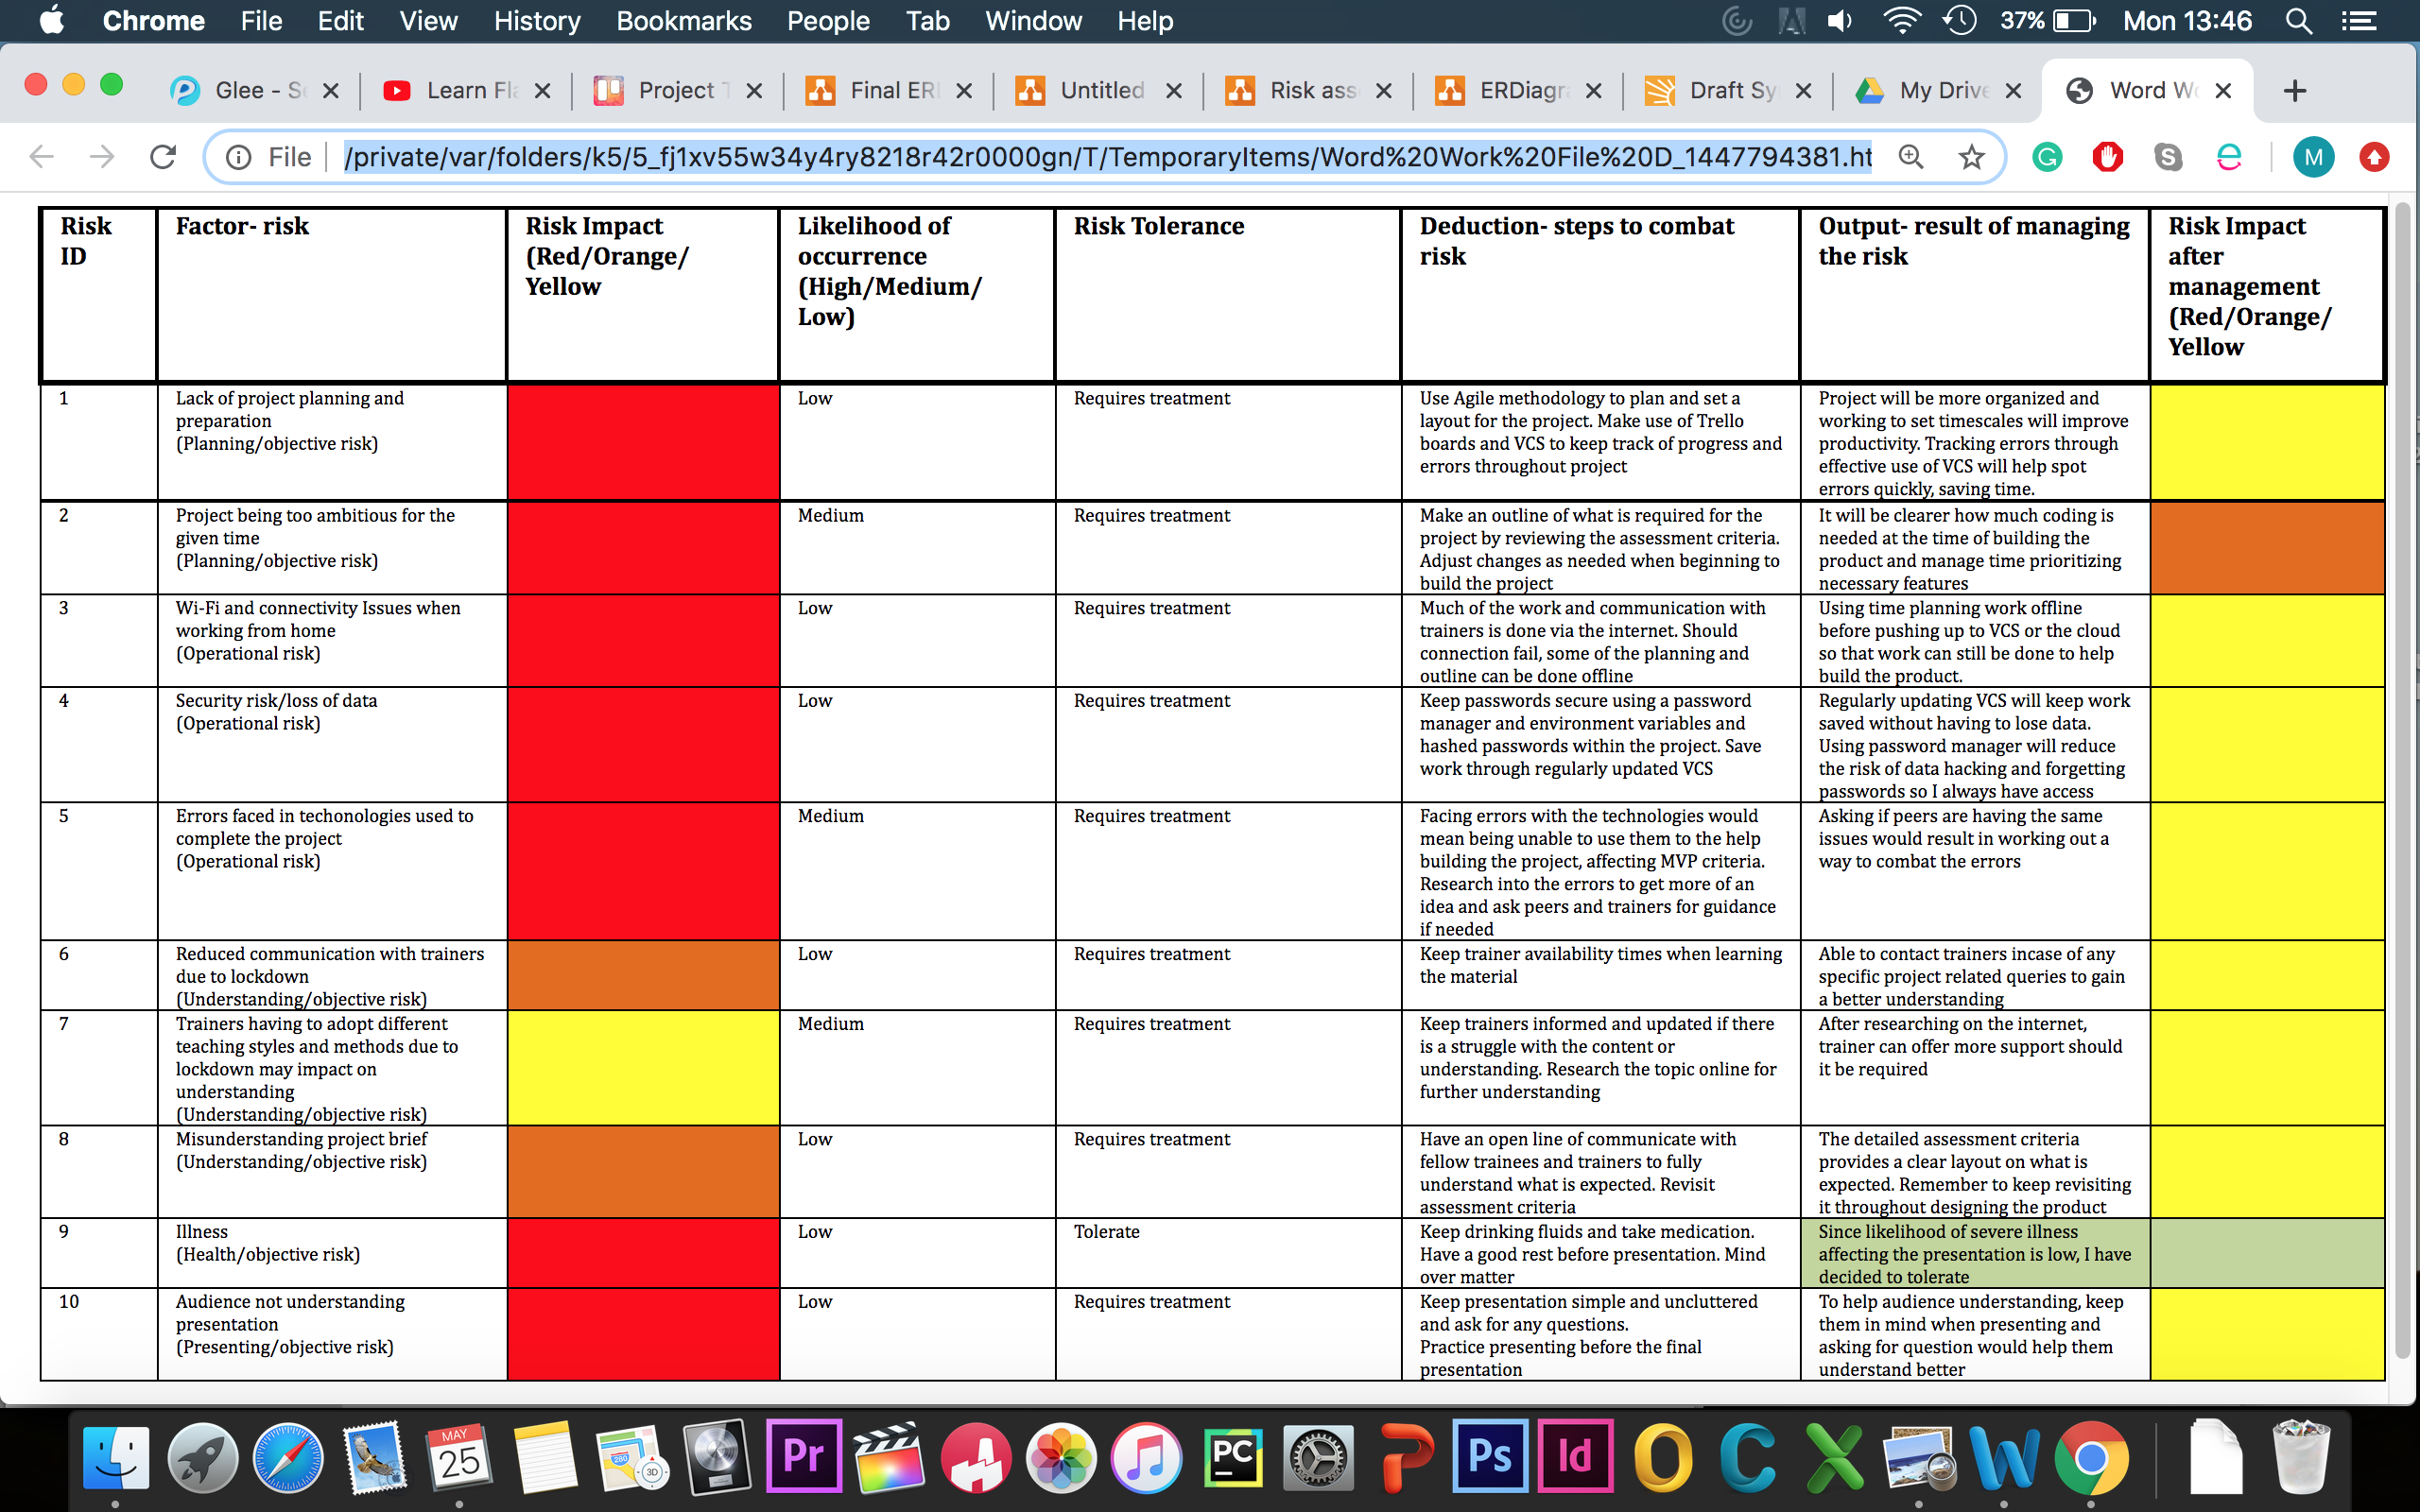 Chrome File Edit View History Bookmarks People Tab Window Help 37% Mon 13:46
Glee - S Learn Fl Project Final ER Untitled Risk ass ERDiagr Draft Sy My Drive Word W
File /private/var/folders/k5/5_fj1xv55w34y4ry8218r42r0000gn/T/TemporaryItems/Word%20Work%20File%20D_1447794381.ht M
Risk
ID
Factor- risk
Risk Impact
(Red/Orange/
Yellow
Likelihood of
occurrence
(High/Medium/
Low)
Risk Tolerance
Deduction- steps to combat
risk
Output- result of managing
the risk
Risk Impact
after
management
(Red/Orange/
Yellow
1
Lack of project planning and
preparation
(Planning/objective risk)
Low
Requires treatment
Use Agile methodology to plan and set a
layout for the project. Make use of Trello
boards and VCS to keep track of progress and
errors throughout project
Project will be more organized and
working to set timescales will improve
productivity. Tracking errors through
effective use of VCS will help spot
errors quickly, saving time.
2
Project being too ambitious for the
given time
(Planning/objective risk)
Medium
Requires treatment
Make an outline of what is required for the
project by reviewing the assessment criteria.
Adjust changes as needed when beginning to
build the project
It will be clearer how much coding is
needed at the time of building the
product and manage time prioritizing
necessary features
3
Wi-Fi and connectivity Issues when
working from home
(Operational risk)
Low
Requires treatment
Much of the work and communication with
trainers is done via the internet. Should
connection fail, some of the planning and
outline can be done offline
Using time planning work offline
before pushing up to VCS or the cloud
so that work can still be done to help
build the product.
4
Security risk/loss of data
(Operational risk)
Low
Requires treatment
Keep passwords secure using a password
manager and environment variables and
hashed passwords within the project. Save
work through regularly updated VCS
Regularly updating VCS will keep work
saved without having to lose data.
Using password manager will reduce
the risk of data hacking and forgetting
passwords so I always have access
5
Errors faced in techonologies used to
complete the project
(Operational risk)
Medium
Requires treatment
Facing errors with the technologies would
mean being unable to use them to the help
building the project, affecting MVP criteria.
Research into the errors to get more of an
idea and ask peers and trainers for guidance
if needed
Asking if peers are having the same
issues would result in working out a
way to combat the errors
6
Reduced communication with trainers
due to lockdown
(Understanding/objective risk)
Low
Requires treatment
Keep trainer availability times when learning
the material
Able to contact trainers incase of any
specific project related queries to gain
a better understanding
7
Trainers having to adopt different
teaching styles and methods due to
lockdown may impact on
understanding
(Understanding/objective risk)
Medium
Requires treatment
Keep trainers informed and updated if there
is a struggle with the content or
understanding. Research the topic online for
further understanding
After researching on the internet,
trainer can offer more support should
it be required
8
Misunderstanding project brief
(Understanding/objective risk)
Low
Requires treatment
Have an open line of communicate with
fellow trainees and trainers to fully
understand what is expected. Revisit
assessment criteria
The detailed assessment criteria
provides a clear layout on what is
expected. Remember to keep revisiting
it throughout designing the product
9
Illness
(Health/objective risk)
Low
Tolerate
Keep drinking fluids and take medication.
Have a good rest before presentation. Mind
over matter
Since likelihood of severe illness
affecting the presentation is low, I have
decided to tolerate
10
Audience not understanding
presentation
(Presenting/objective risk)
Low
Requires treatment
Keep presentation simple and uncluttered
and ask for any questions.
Practice presenting before the final
presentation
To help audience understanding, keep
them in mind when presenting and
asking for question would help them
understand better
MAY
25
280
3D
Pr
PC
Ps
Id